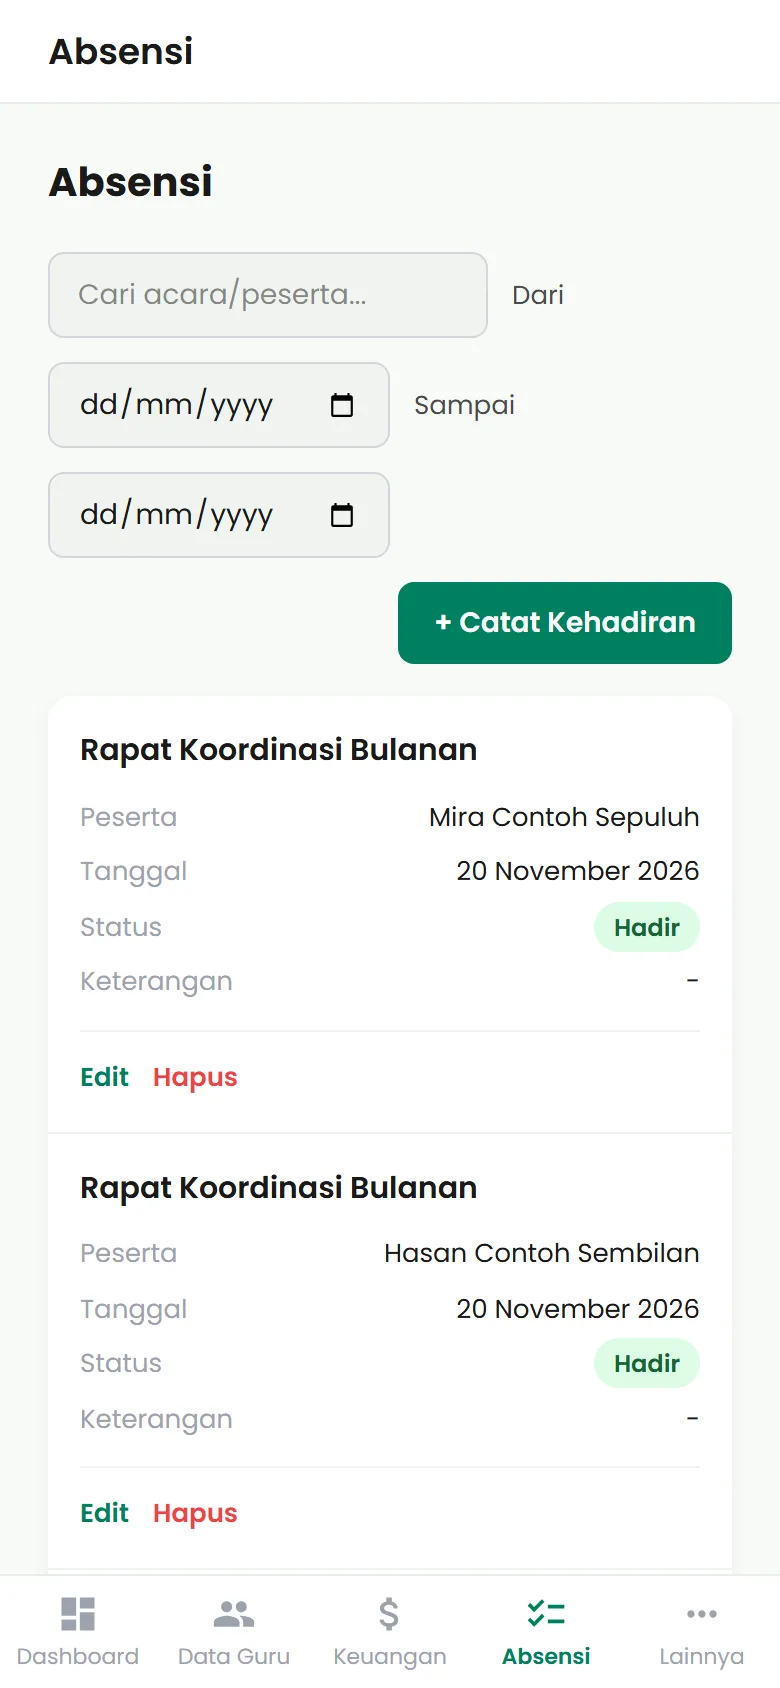 Absensi
Absensi
Cari acara/peserta... Dari
dd/mm/yyyy Sampai
dd/mm/yyyy
+ Catat Kehadiran
Rapat Koordinasi Bulanan
Peserta Mira Contoh Sepuluh
Tanggal 20 November 2026
Status Hadir
Keterangan -
Edit Hapus
Rapat Koordinasi Bulanan
Peserta Hasan Contoh Sembilan
Tanggal 20 November 2026
Status Hadir
Keterangan -
Edit Hapus
Dashboard Data Guru Keuangan Absensi Lainnya